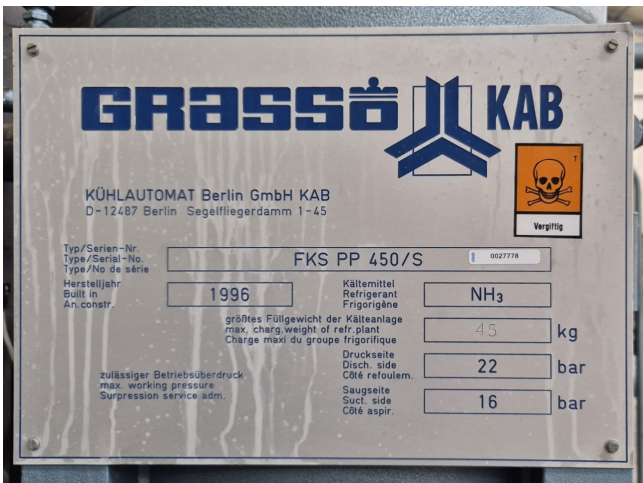 GRASSO KAB
KÜHLAUTOMAT Berlin GmbH KAB
D-12487 Berlin Segelfliegerdamm 1-45
T
Vergiftig
Typ/Serien-Nr.
Type/Serial-No.
Type/No de série
FKS PP 450/S 0027778
Herstelljahr
Built in
An.constr.
1996
Kältemittel
Refrigerant
Frigorigène
NH₃
größtes Füllgewicht der Kälteanlage
max. charg.weight of refr.plant
Charge maxi du groupe frigorifique
45 kg
zulässiger Betriebsüberdruck
max. working pressure
Surpression service adm.
Druckseite
Disch. side
Côté refoulem.
22 bar
Saugseite
Suct. side
Côté aspir.
16 bar